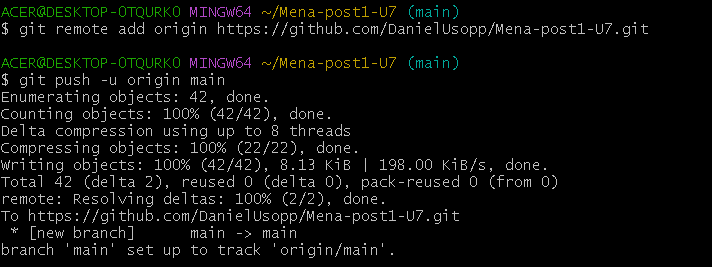 ACER@DESKTOP-OTQURKO MINGW64 ~/Mena-post1-U7 (main)
$ git remote add origin https://github.com/DanielUsopp/Mena-post1-U7.git
ACER@DESKTOP-OTQURKO MINGW64 ~/Mena-post1-U7 (main)
$ git push -u origin main
Enumerating objects: 42, done.
Counting objects: 100% (42/42), done.
Delta compression using up to 8 threads
Compressing objects: 100% (22/22), done.
Writing objects: 100% (42/42), 8.13 KiB | 198.00 KiB/s, done.
Total 42 (delta 2), reused 0 (delta 0), pack-reused 0 (from 0)
remote: Resolving deltas: 100% (2/2), done.
To https://github.com/DanielUsopp/Mena-post1-U7.git
 * [new branch]      main -> main
branch 'main' set up to track 'origin/main'.